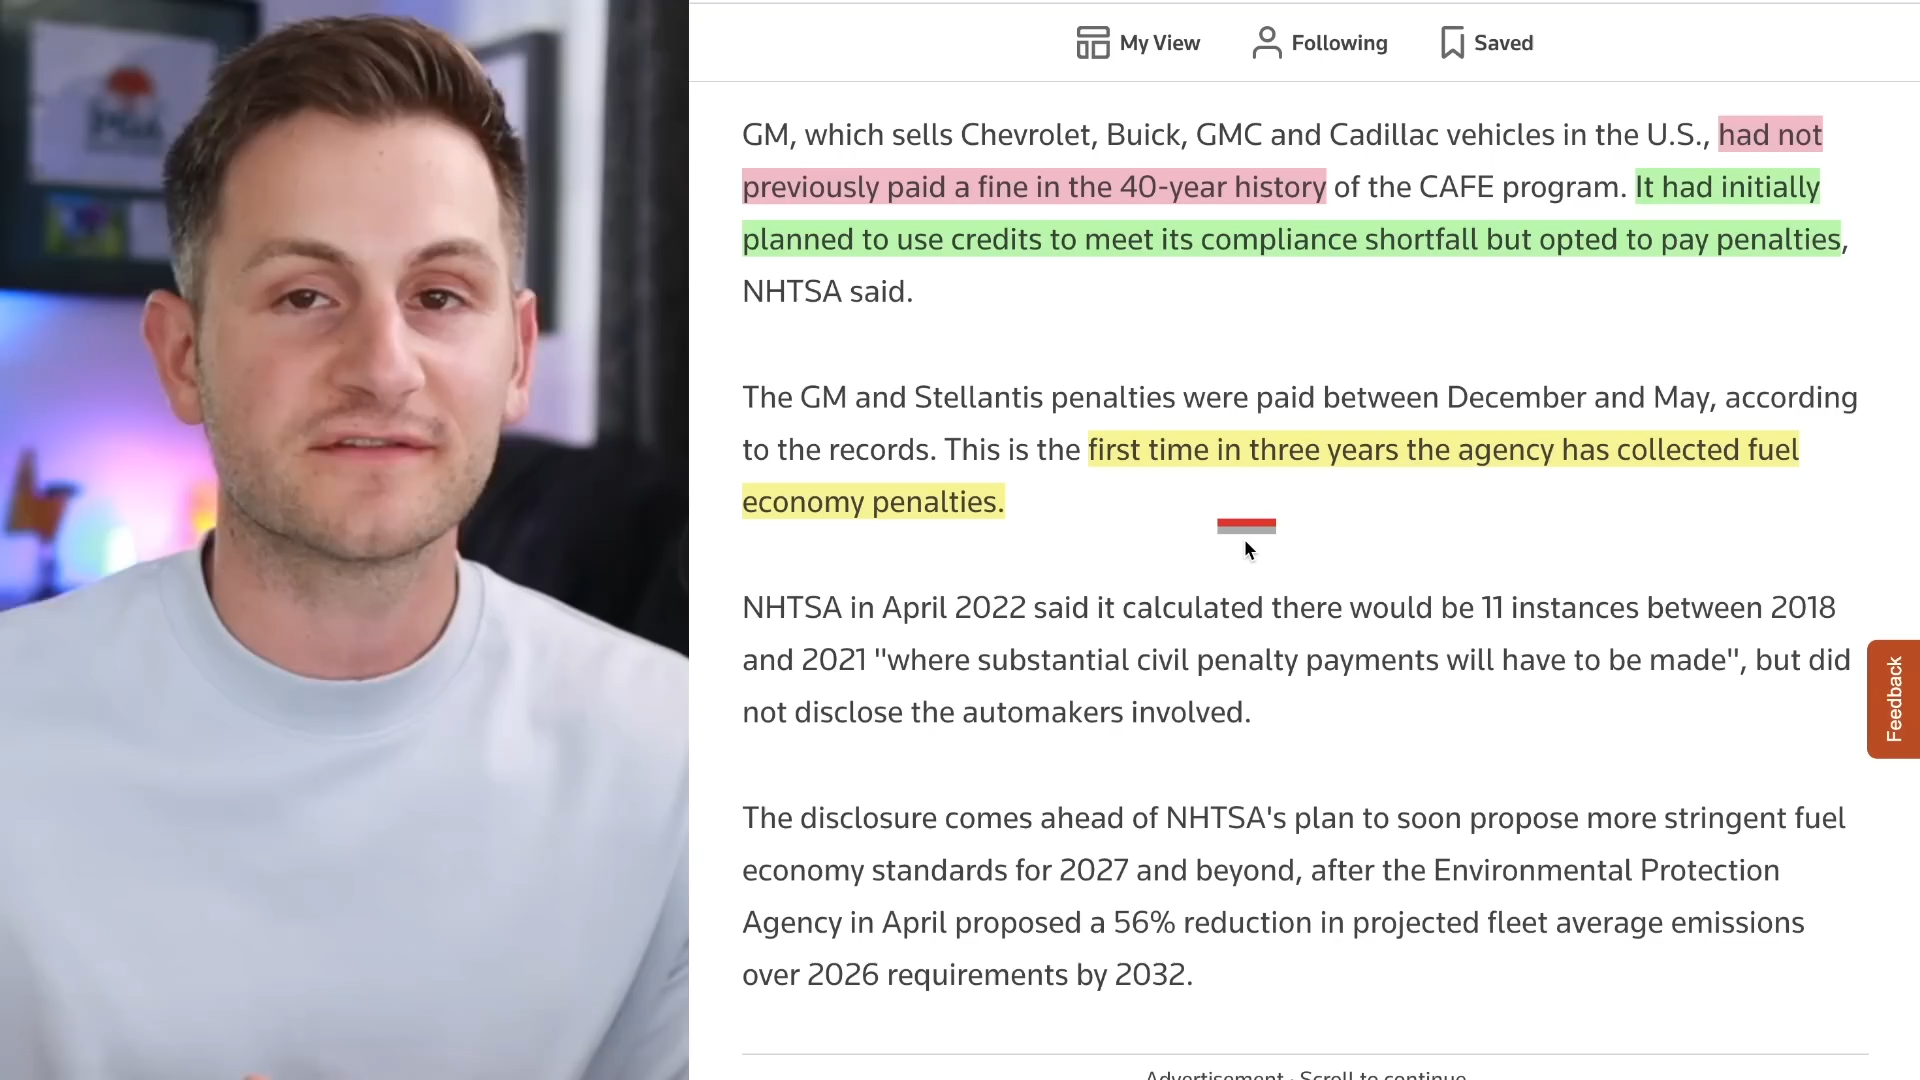 My View Following Saved
GM, which sells Chevrolet, Buick, GMC and Cadillac vehicles in the U.S., had not
previously paid a fine in the 40-year history of the CAFE program. It had initially
planned to use credits to meet its compliance shortfall but opted to pay penalties,
NHTSA said.
The GM and Stellantis penalties were paid between December and May, according
to the records. This is the first time in three years the agency has collected fuel
economy penalties.
NHTSA in April 2022 said it calculated there would be 11 instances between 2018
and 2021 "where substantial civil penalty payments will have to be made", but did
not disclose the automakers involved.
Feedback
The disclosure comes ahead of NHTSA's plan to soon propose more stringent fuel
economy standards for 2027 and beyond, after the Environmental Protection
Agency in April proposed a 56% reduction in projected fleet average emissions
over 2026 requirements by 2032.
Advertisement · Scroll to continue